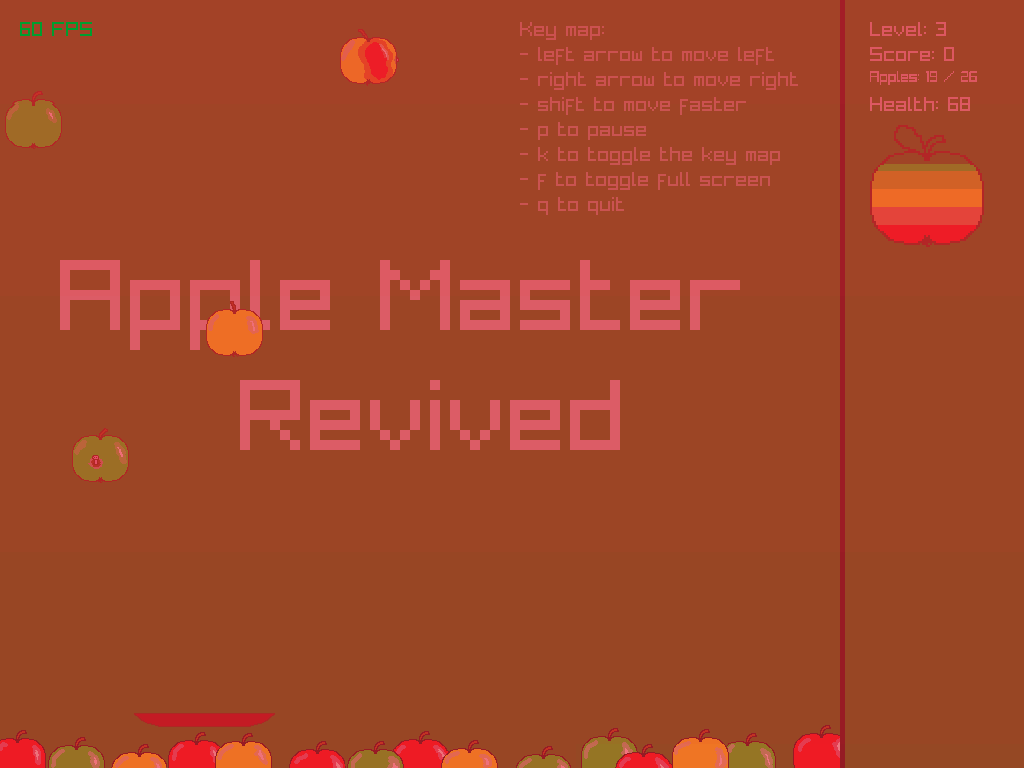 60 FPS
Key map:
- left arrow to move left
- right arrow to move right
- shift to move faster
- p to pause
- k to toggle the key map
- f to toggle full screen
- q to quit
Level: 3
Score: 0
Apples: 19 / 26
Health: 68
Apple Master
Revived